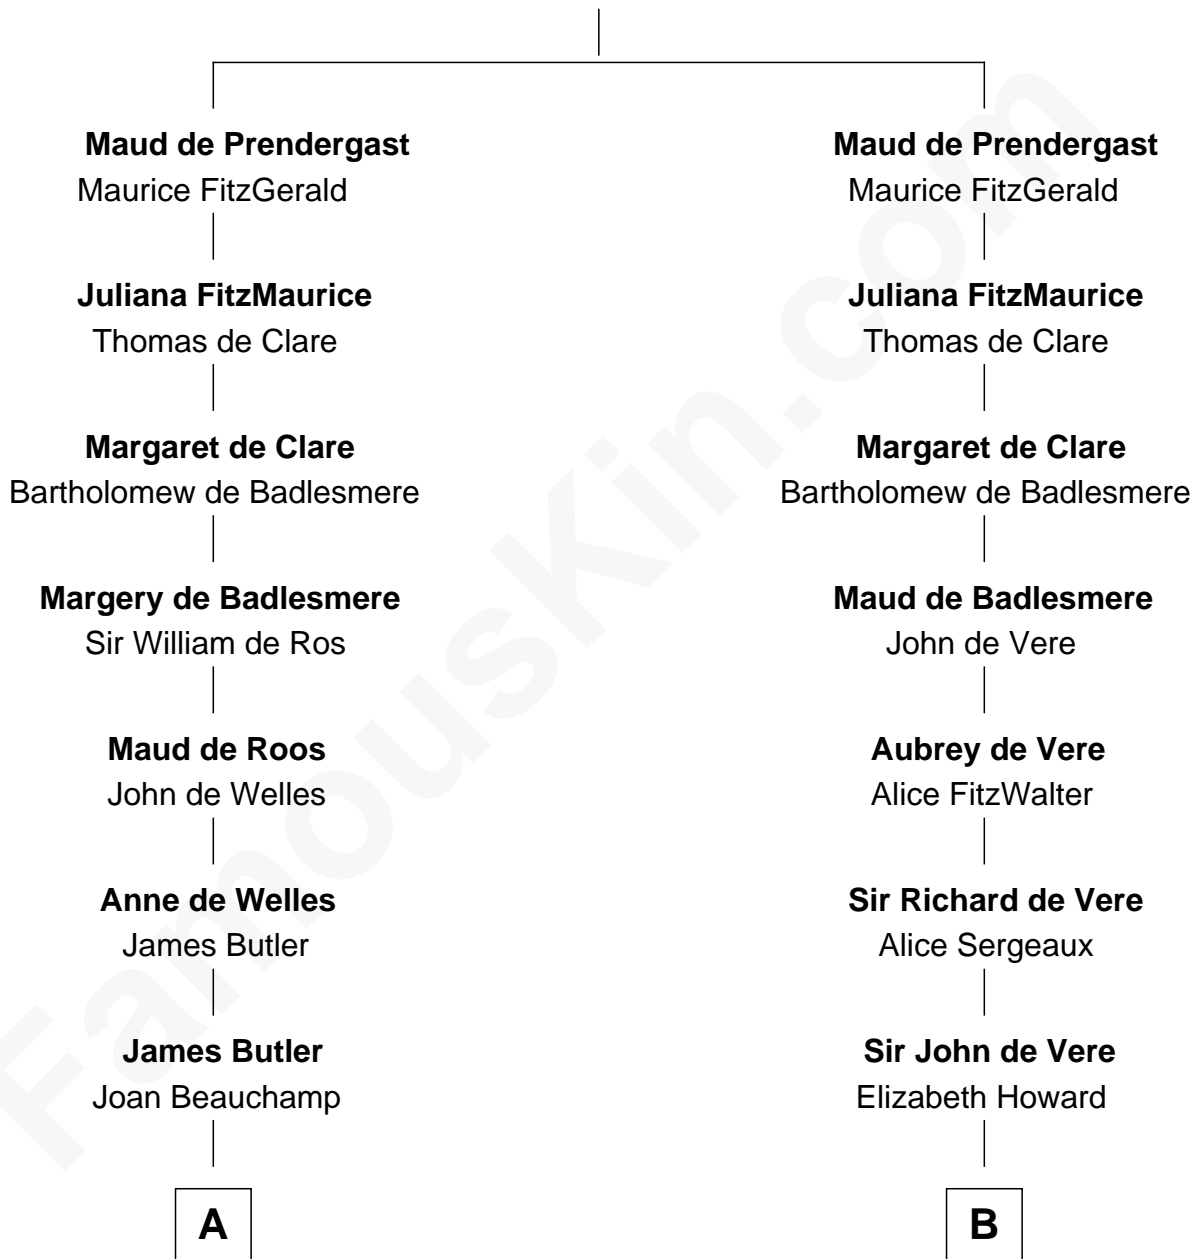 Maud de Prendergast
Maurice FitzGerald
Juliana FitzMaurice
Thomas de Clare
Margaret de Clare
Bartholomew de Badlesmere
Margery de Badlesmere
Sir William de Ros
Maud de Roos
John de Welles
Anne de Welles
James Butler
James Butler
Joan Beauchamp
A
Maud de Prendergast
Maurice FitzGerald
Juliana FitzMaurice
Thomas de Clare
Margaret de Clare
Bartholomew de Badlesmere
Maud de Badlesmere
John de Vere
Aubrey de Vere
Alice FitzWalter
Sir Richard de Vere
Alice Sergeaux
Sir John de Vere
Elizabeth Howard
B
FamousKin.com